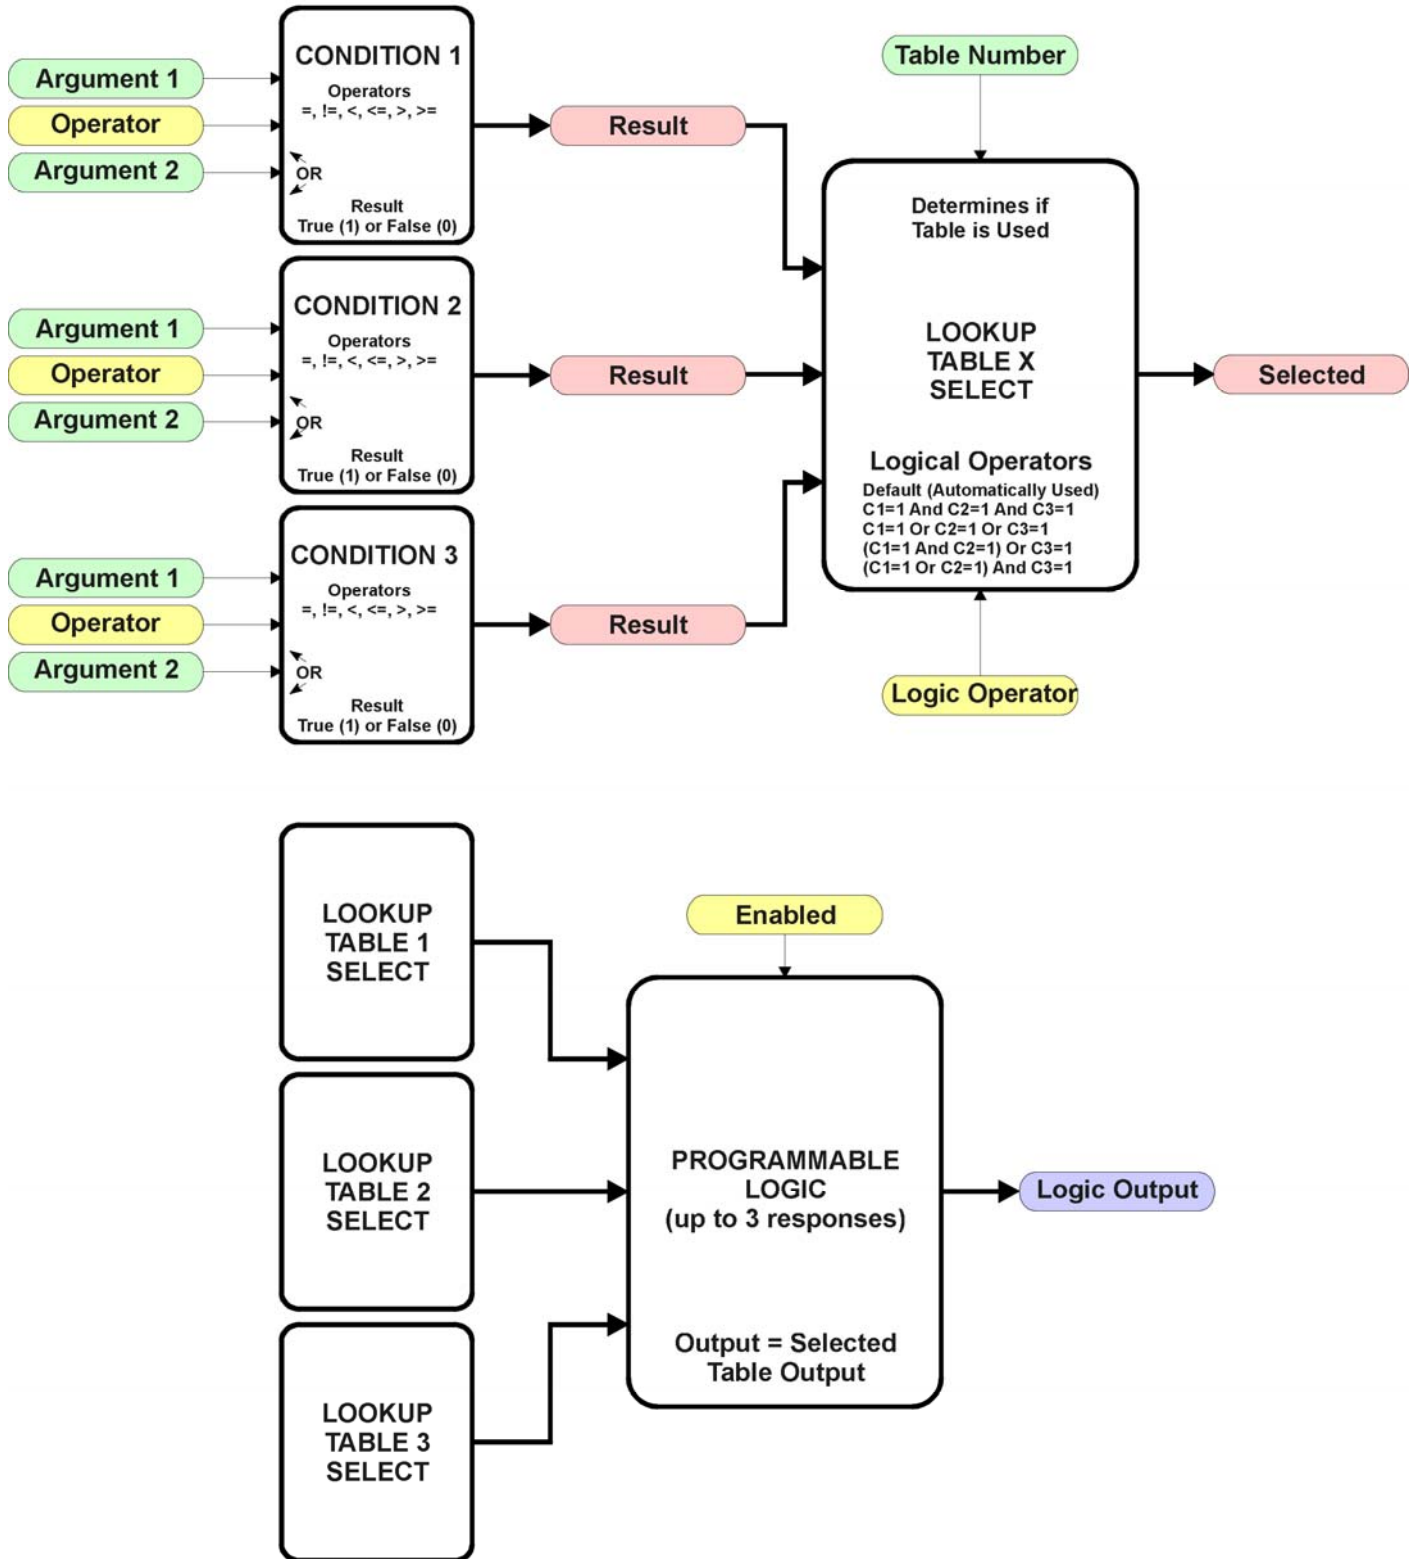 Argument 1
Operator
Argument 2
CONDITION 1
Operators
=, !=, <, <=, >, >=
OR
Result
True (1) or False (0)
Result
Argument 1
Operator
Argument 2
CONDITION 2
Operators
=, !=, <, <=, >, >=
OR
Result
True (1) or False (0)
Result
Argument 1
Operator
Argument 2
CONDITION 3
Operators
=, !=, <, <=, >, >=
OR
Result
True (1) or False (0)
Result
Table Number
Determines if
Table is Used
LOOKUP
TABLE X
SELECT
Logical Operators
Default (Automatically Used)
C1=1 And C2=1 And C3=1
C1=1 Or C2=1 Or C3=1
(C1=1 And C2=1) Or C3=1
(C1=1 Or C2=1) And C3=1
Logic Operator
Selected
LOOKUP
TABLE 1
SELECT
LOOKUP
TABLE 2
SELECT
LOOKUP
TABLE 3
SELECT
Enabled
PROGRAMMABLE
LOGIC
(up to 3 responses)
Output = Selected
Table Output
Logic Output